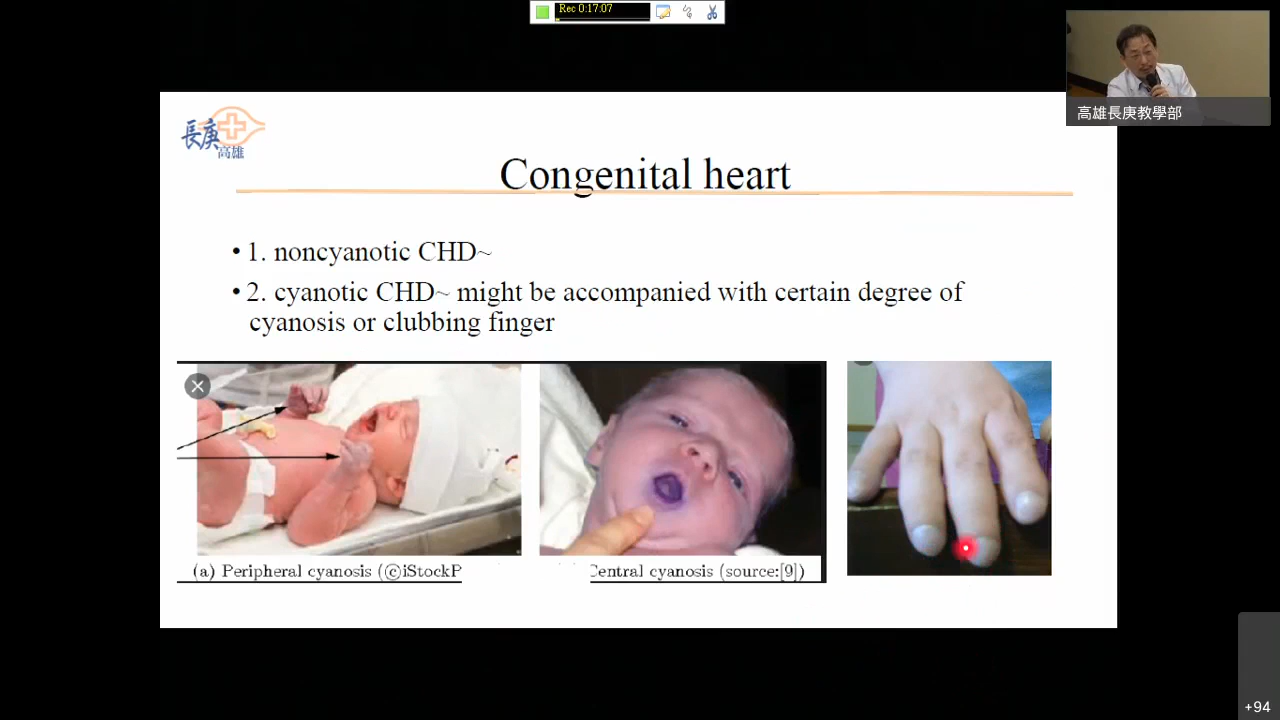 Rec 0:17:07
高雄長庚教學部
長庚
高雄
Congenital heart
• 1. noncyanotic CHD~
• 2. cyanotic CHD~ might be accompanied with certain degree of
cyanosis or clubbing finger
(a) Peripheral cyanosis (©iStockP
Central cyanosis (source:[9])
+94